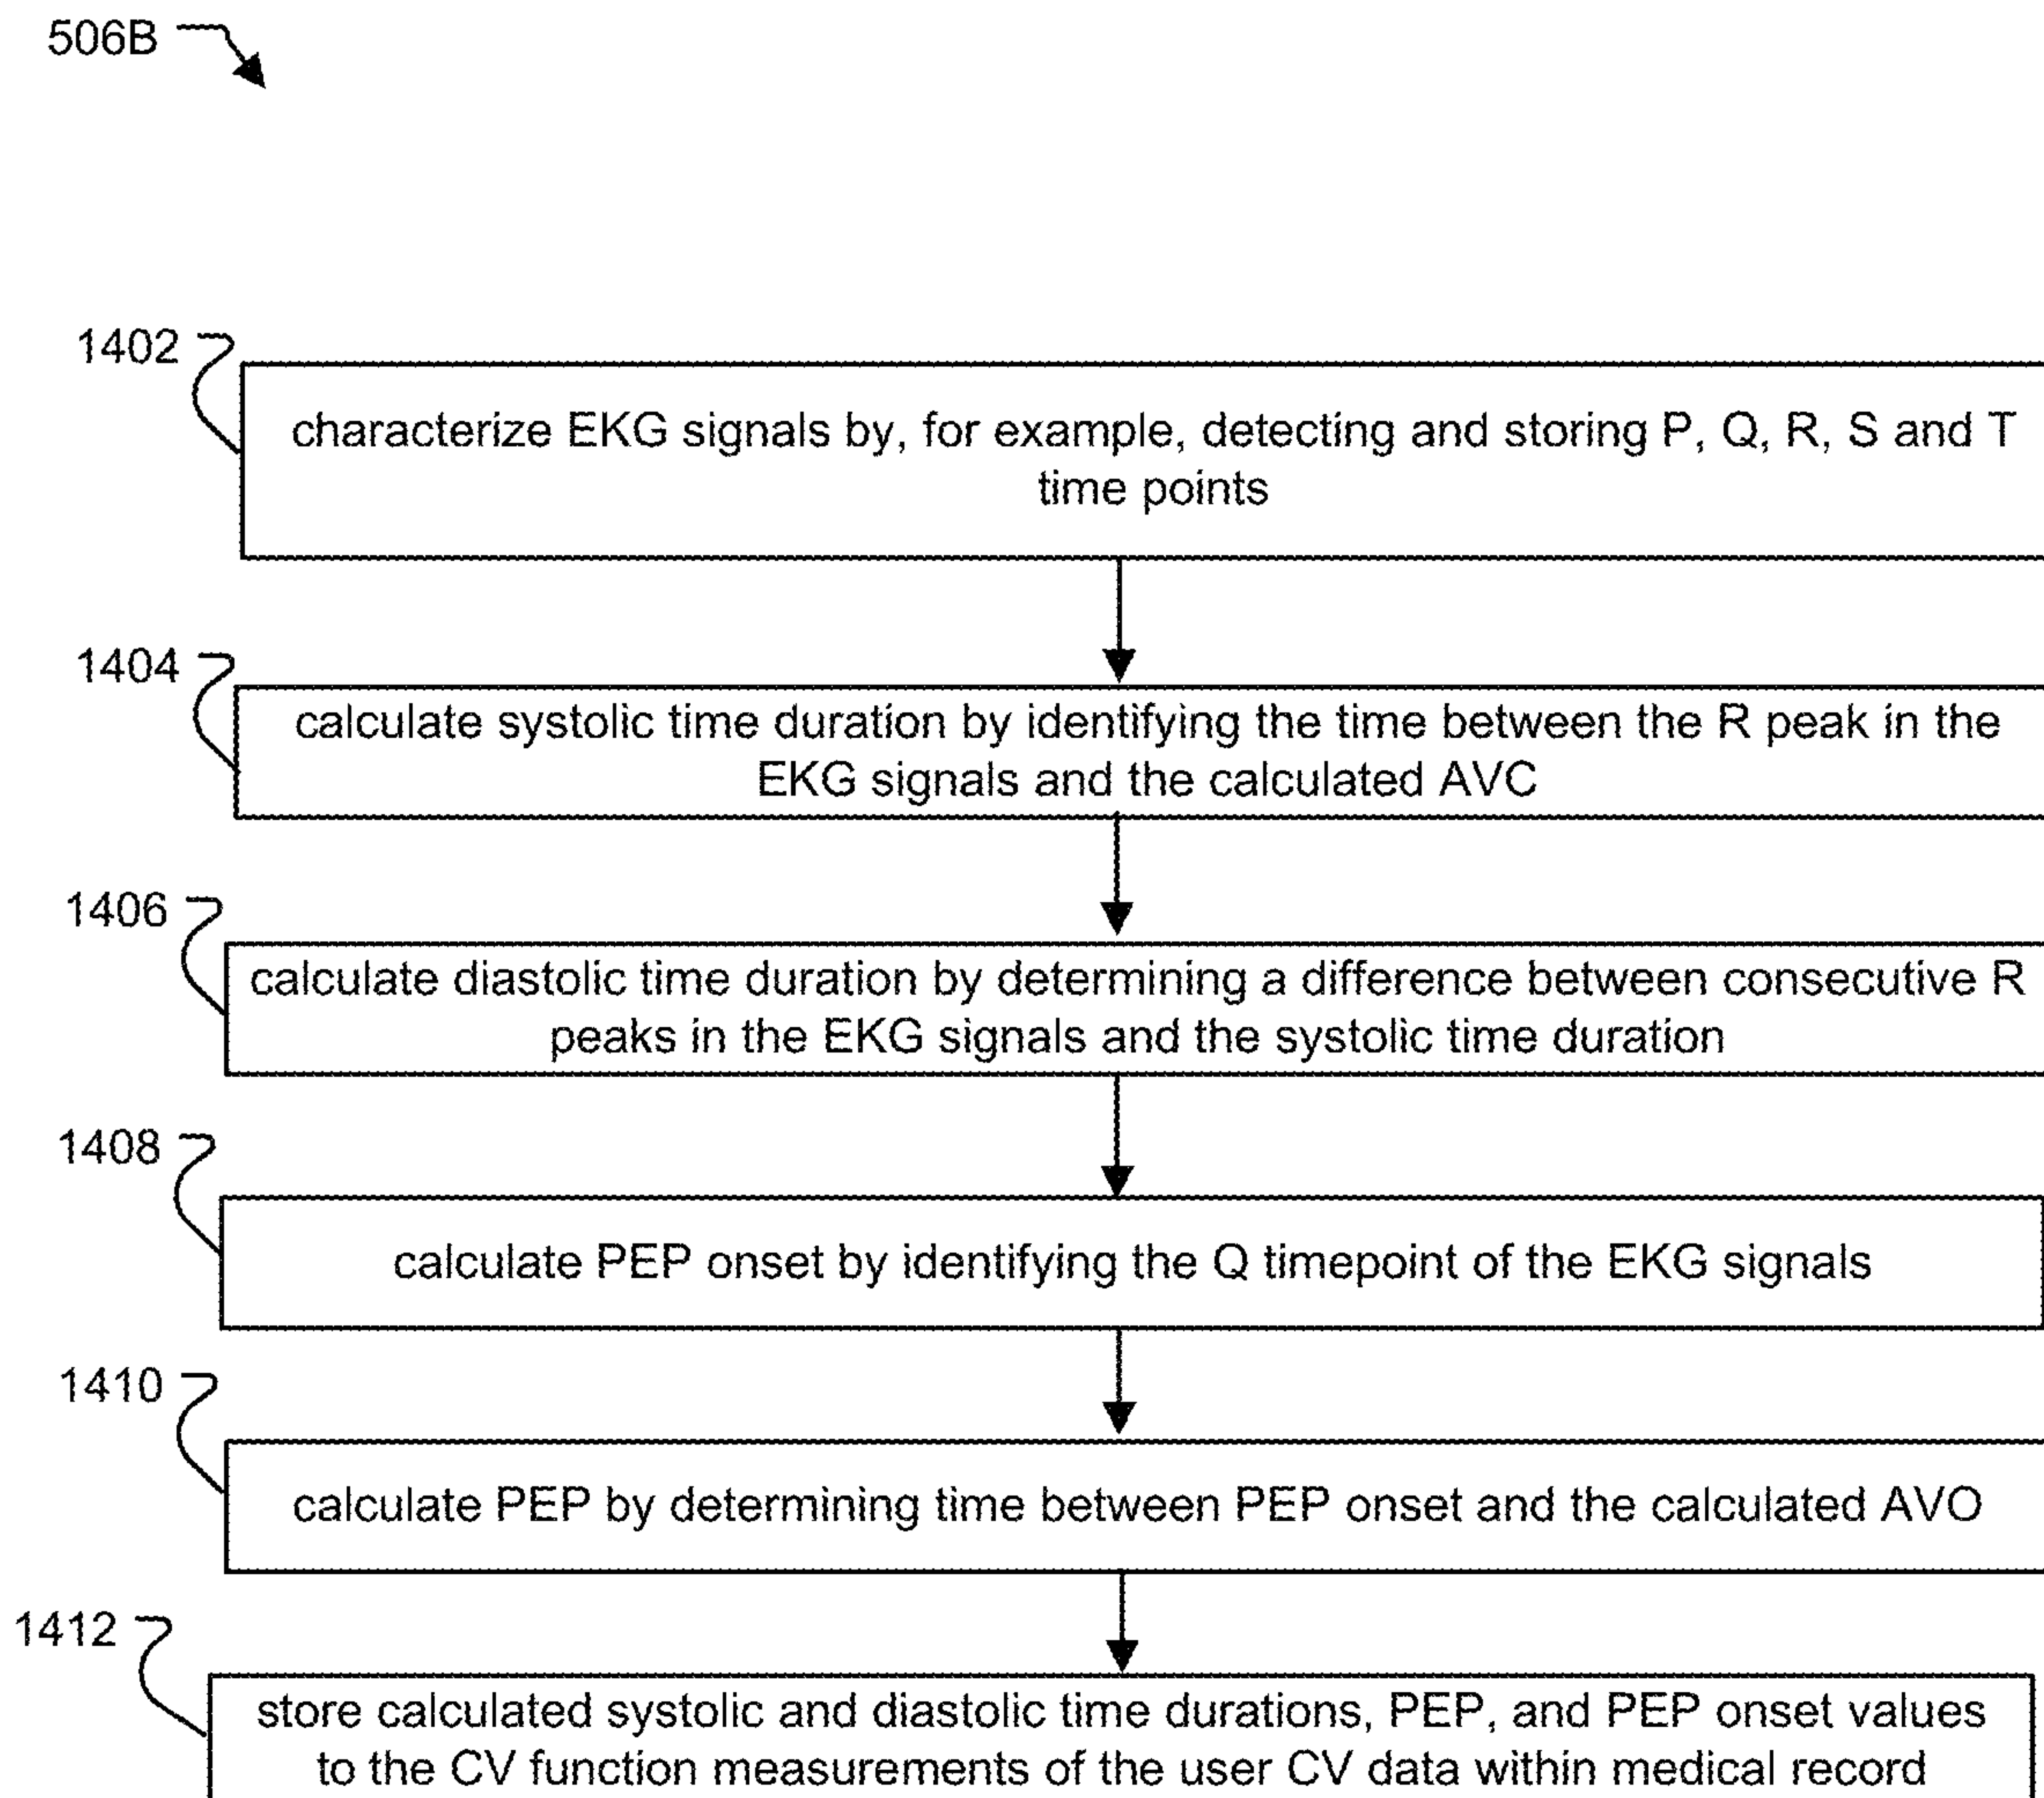 506B
1402
characterize EKG signals by, for example, detecting and storing P, Q, R, S and T
time points
1404
calculate systolic time duration by identifying the time between the R peak in the
EKG signals and the calculated AVC
1406
calculate diastolic time duration by determining a difference between consecutive R
peaks in the EKG signals and the systolic time duration
1408
calculate PEP onset by identifying the Q timepoint of the EKG signals
1410
calculate PEP by determining time between PEP onset and the calculated AVO
1412
store calculated systolic and diastolic time durations, PEP, and PEP onset values
to the CV function measurements of the user CV data within medical record